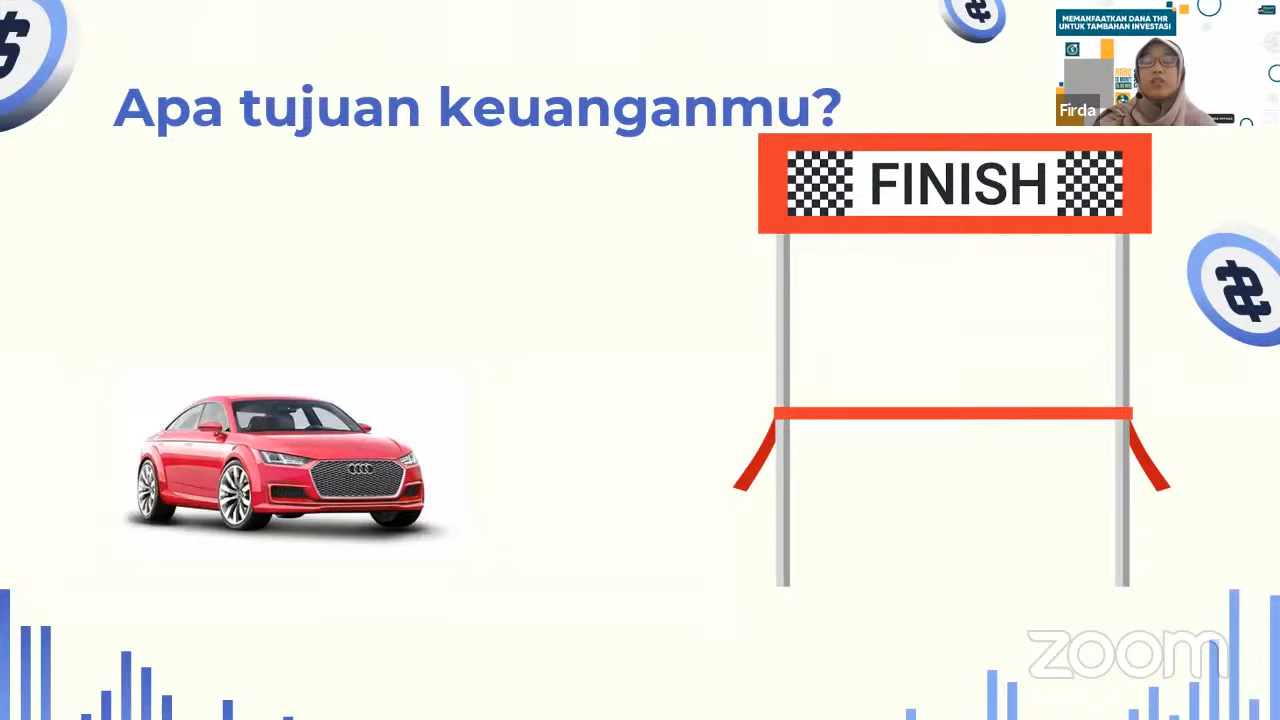 Apa tujuan keuanganmu?
MEMANFAATKAN DANA THR
UNTUK TAMBAHAN INVESTASI
Firda
FINISH
zoom